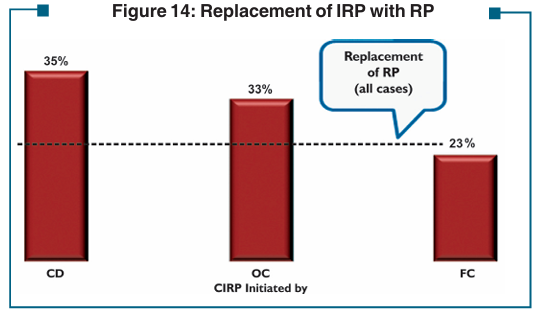 Figure 14: Replacement of IRP with RP
35%
33%
Replacement
of RP
(all cases)
23%
CD
OC
FC
CIRP Initiated by